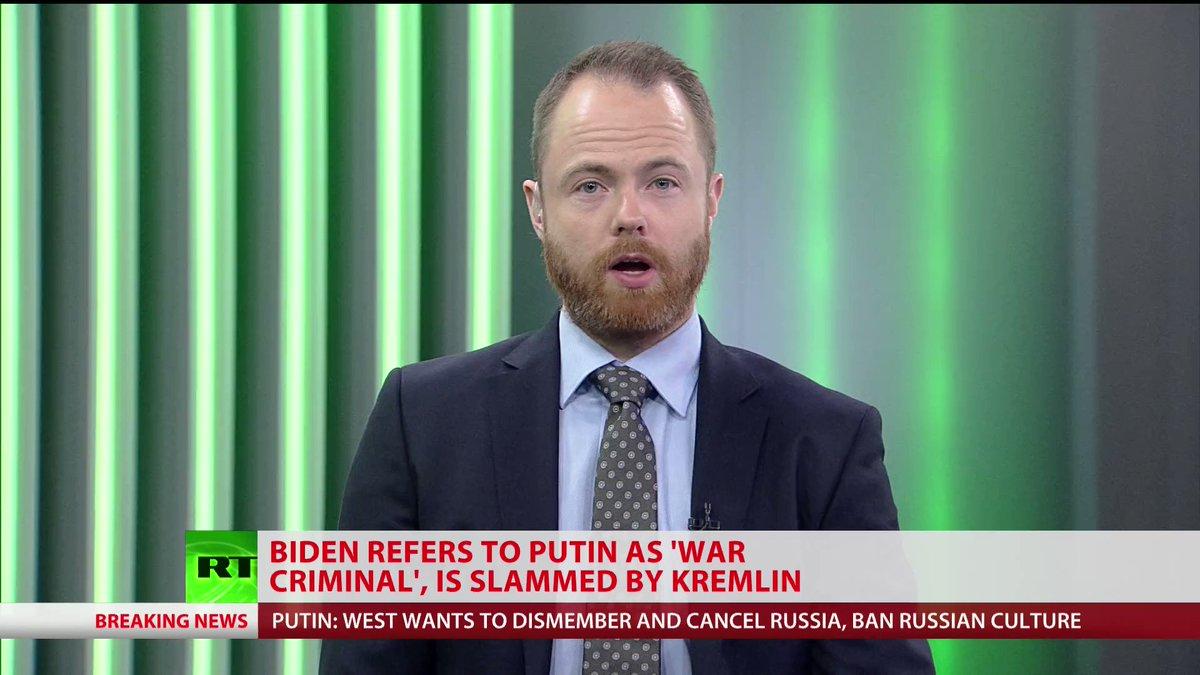 RT
BIDEN REFERS TO PUTIN AS 'WAR
CRIMINAL', IS SLAMMED BY KREMLIN
BREAKING NEWS
PUTIN: WEST WANTS TO DISMEMBER AND CANCEL RUSSIA, BAN RUSSIAN CULTURE